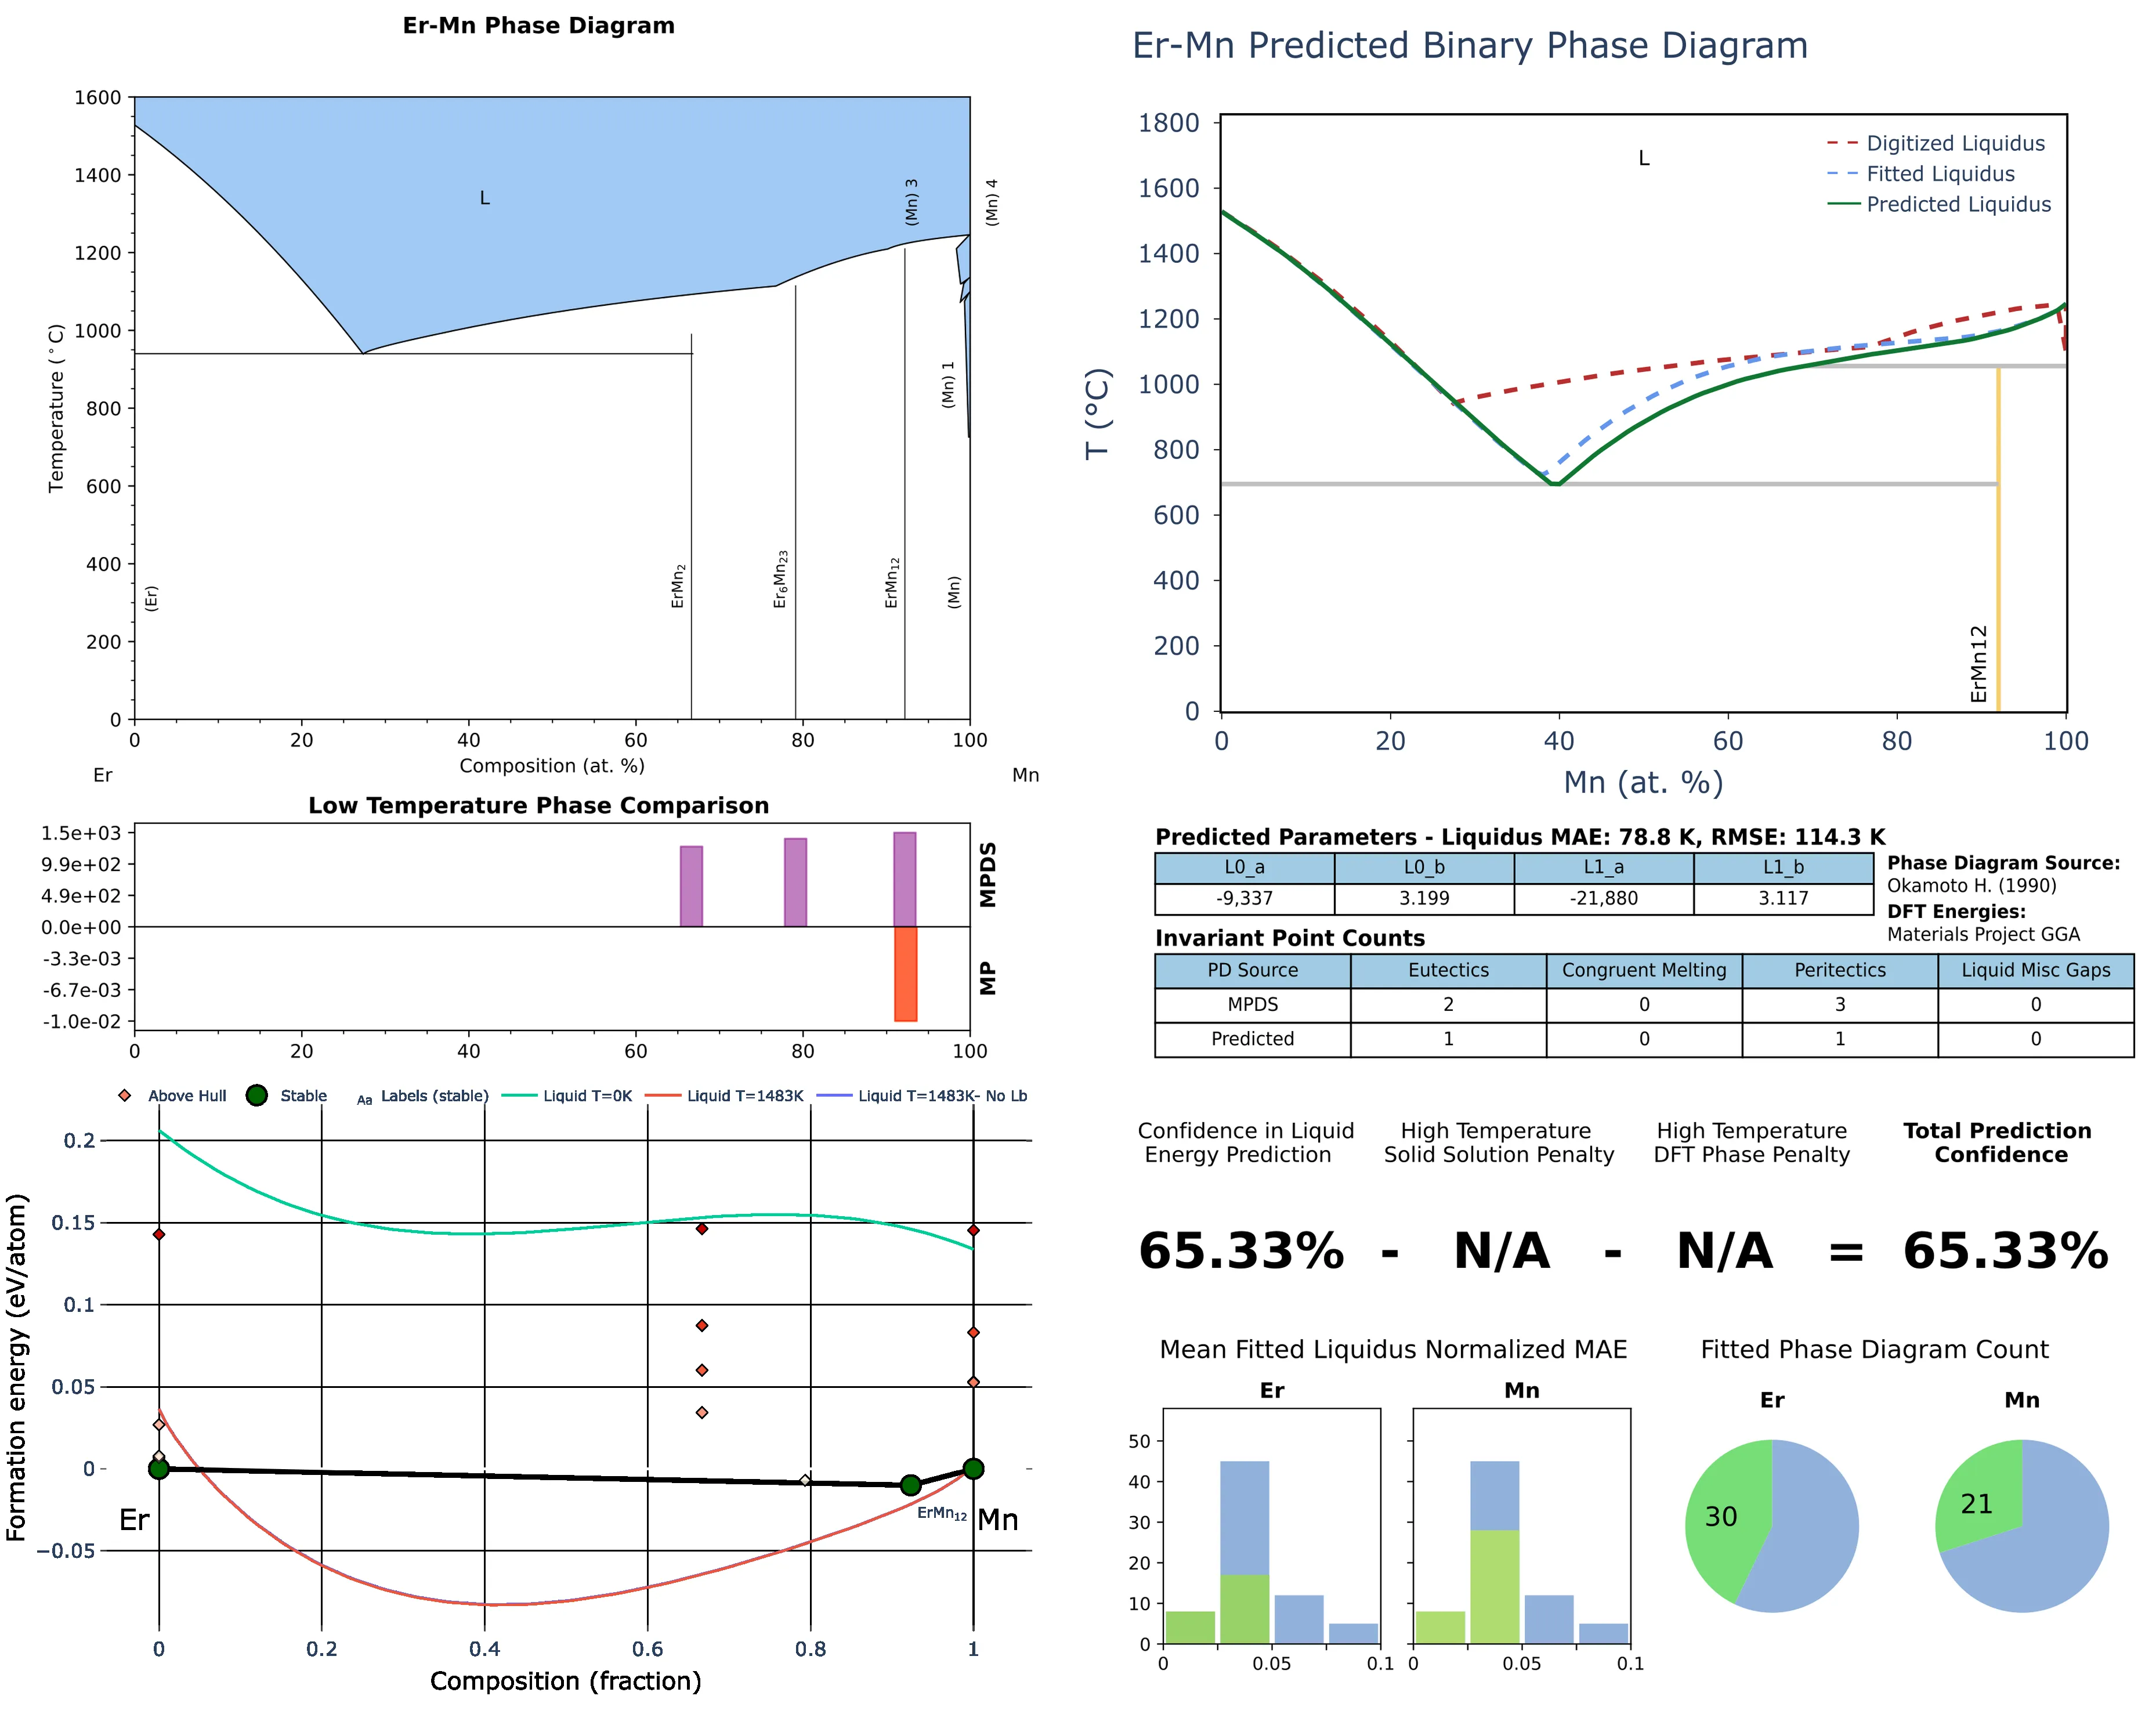 Er-Mn Phase Diagram
1600
1400
1200
1000
800
600
400
200
0
Temperature (°C)
L
(Er)
ErMn2
Er6Mn23
ErMn12
(Mn) 3
(Mn) 4
(Mn) 1
(Mn)
0 20 40 60 80 100
Composition (at. %)
Er
Mn
Low Temperature Phase Comparison
1.5e+03
9.9e+02
4.9e+02
0.0e+00
-3.3e-03
-6.7e-03
-1.0e-02
MPDS
MP
0 20 40 60 80 100
Above Hull Stable Aa Labels (stable) Liquid T=0K Liquid T=1483K Liquid T=1483K- No Lb
0.2
0.15
0.1
0.05
0
−0.05
Formation energy (eV/atom)
Er
ErMn12
Mn
0 0.2 0.4 0.6 0.8 1
Composition (fraction)
Er-Mn Predicted Binary Phase Diagram
1800
1600
1400
1200
1000
800
600
400
200
0
T (°C)
L
Digitized Liquidus
Fitted Liquidus
Predicted Liquidus
ErMn12
0 20 40 60 80 100
Mn (at. %)
Predicted Parameters - Liquidus MAE: 78.8 K, RMSE: 114.3 K
L0_a L0_b L1_a L1_b
-9,337 3.199 -21,880 3.117
Phase Diagram Source:
Okamoto H. (1990)
DFT Energies:
Materials Project GGA
Invariant Point Counts
PD Source Eutectics Congruent Melting Peritectics Liquid Misc Gaps
MPDS 2 0 3 0
Predicted 1 0 1 0
Confidence in Liquid
Energy Prediction
High Temperature
Solid Solution Penalty
High Temperature
DFT Phase Penalty
Total Prediction
Confidence
65.33% - N/A - N/A = 65.33%
Mean Fitted Liquidus Normalized MAE
Er
Mn
50
40
30
20
10
0
0 0.05 0.1
0 0.05 0.1
Fitted Phase Diagram Count
Er
Mn
30
21